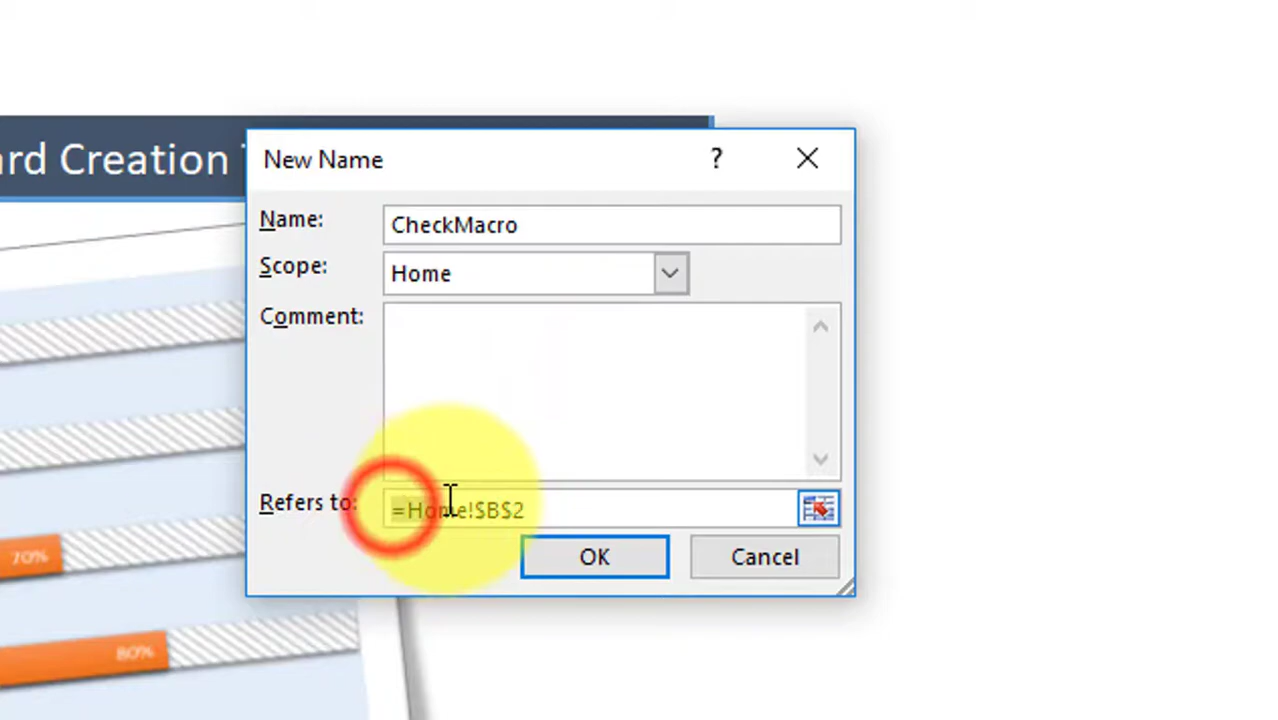 ard Creation
New Name
?
Name:
CheckMacro
Scope:
Home
Comment:
Refers to:
=Home!$B$2
OK
Cancel
70%
80%